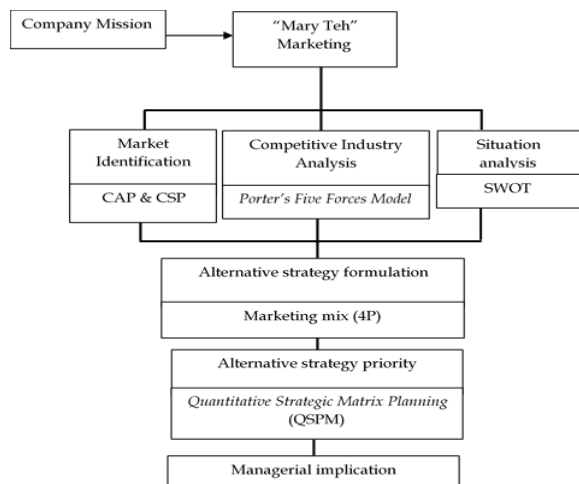 Company Mission
“Mary Teh”
Marketing
Market
Identification
CAP & CSP
Competitive Industry
Analysis
Porter's Five Forces Model
Situation
analysis
SWOT
Alternative strategy formulation
Marketing mix (4P)
Alternative strategy priority
Quantitative Strategic Matrix Planning
(QSPM)
Managerial implication